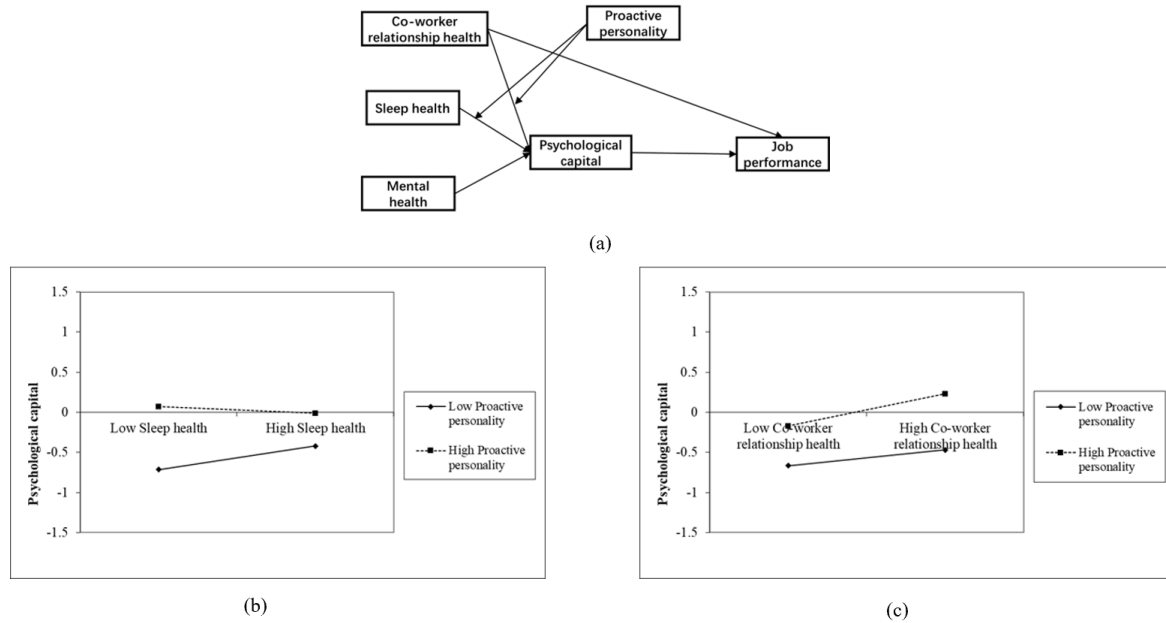 Co-worker
relationship health
Proactive
personality
Sleep health
Psychological
capital
Job
performance
Mental
health
(a)
1.5
1
0.5
0
-0.5
-1
-1.5
Psychological capital
Low Sleep health
High Sleep health
Low Proactive
personality
High Proactive
personality
(b)
1.5
1
0.5
0
-0.5
-1
-1.5
Psychological capital
Low Co-worker
relationship health
High Co-worker
relationship health
Low Proactive
personality
High Proactive
personality
(c)